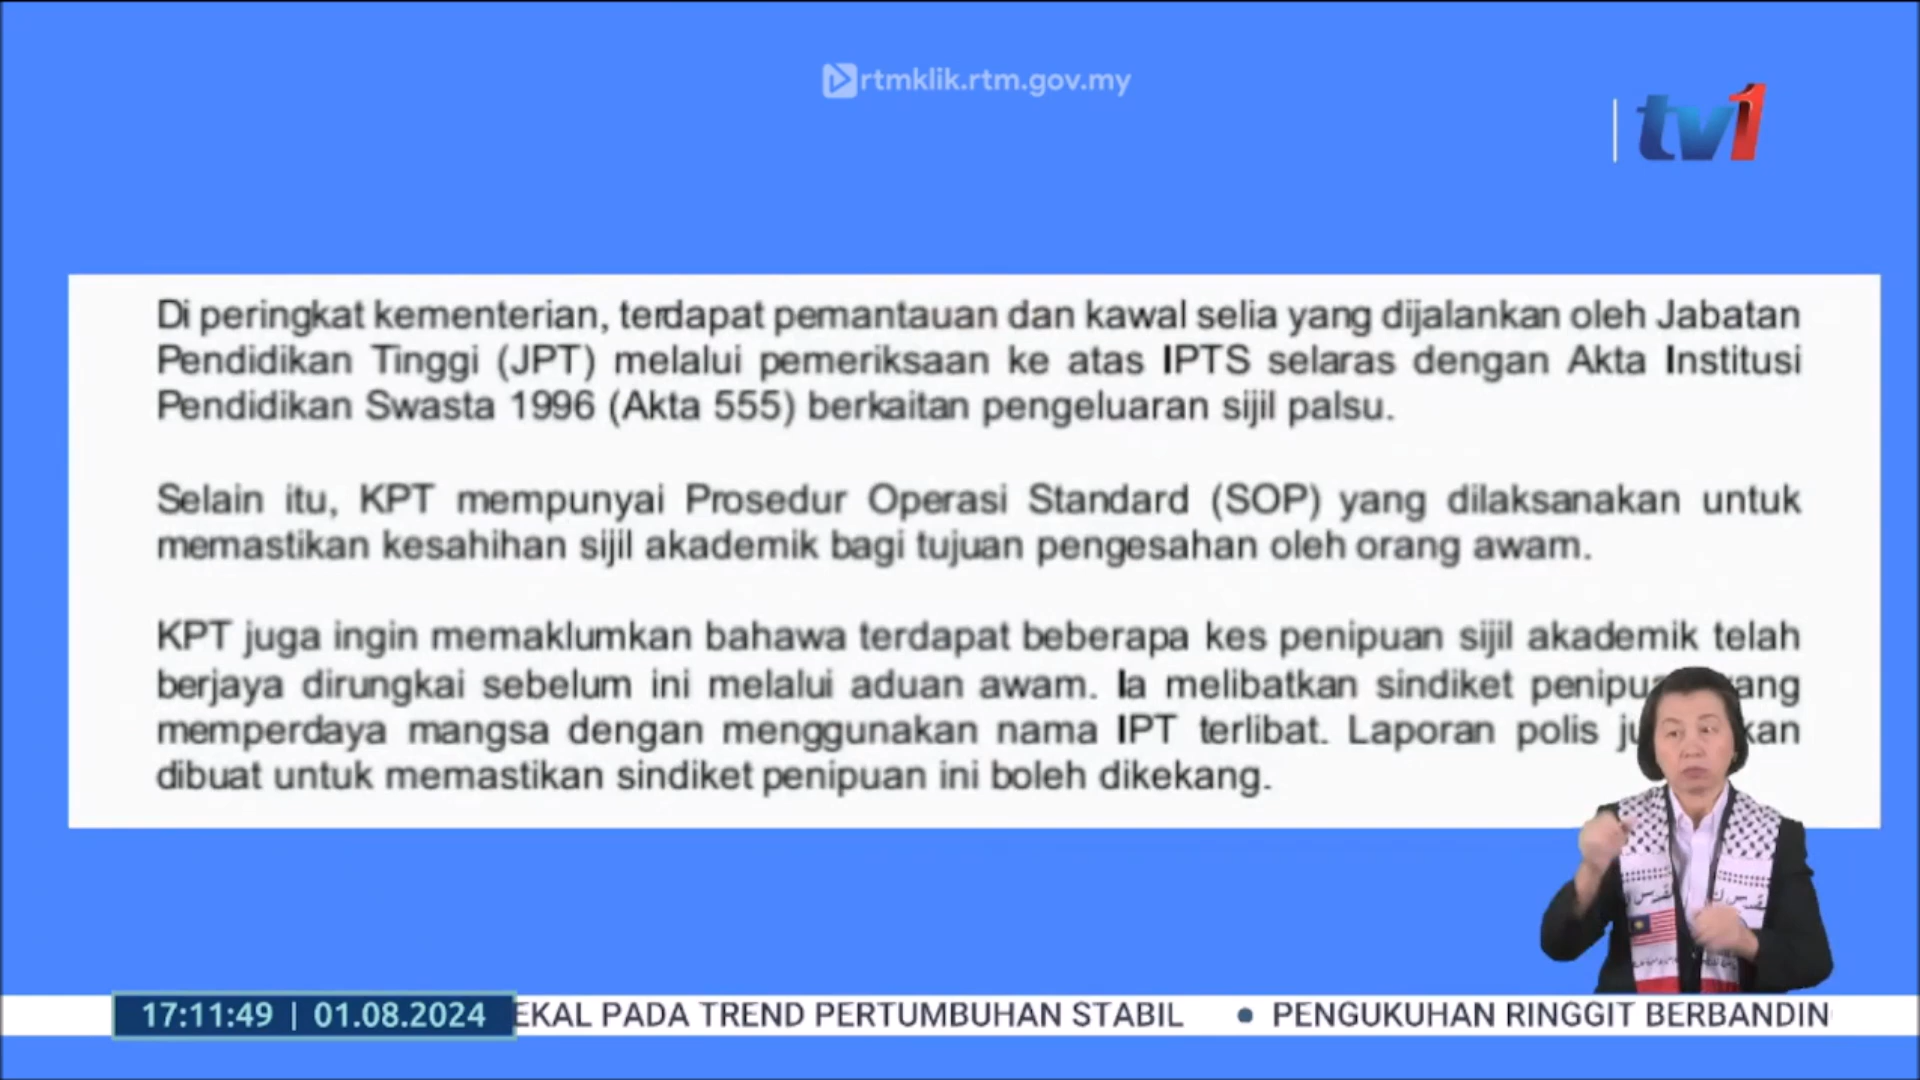 rtmklik.rtm.gov.my
tv1
Di peringkat kementerian, terdapat pemantauan dan kawal selia yang dijalankan oleh Jabatan
Pendidikan Tinggi (JPT) melalui pemeriksaan ke atas IPTS selaras dengan Akta Institusi
Pendidikan Swasta 1996 (Akta 555) berkaitan pengeluaran sijil palsu.
Selain itu, KPT mempunyai Prosedur Operasi Standard (SOP) yang dilaksanakan untuk
memastikan kesahihan sijil akademik bagi tujuan pengesahan oleh orang awam.
KPT juga ingin memaklumkan bahawa terdapat beberapa kes penipuan sijil akademik telah
berjaya dirungkai sebelum ini melalui aduan awam. Ia melibatkan sindiket penipua ang
memperdaya mangsa dengan menggunakan nama IPT terlibat. Laporan polis ju kan
dibuat untuk memastikan sindiket penipuan ini boleh dikekang.
17:11:49 | 01.08.2024 EKAL PADA TREND PERTUMBUHAN STABIL • PENGUKUHAN RINGGIT BERBANDIN